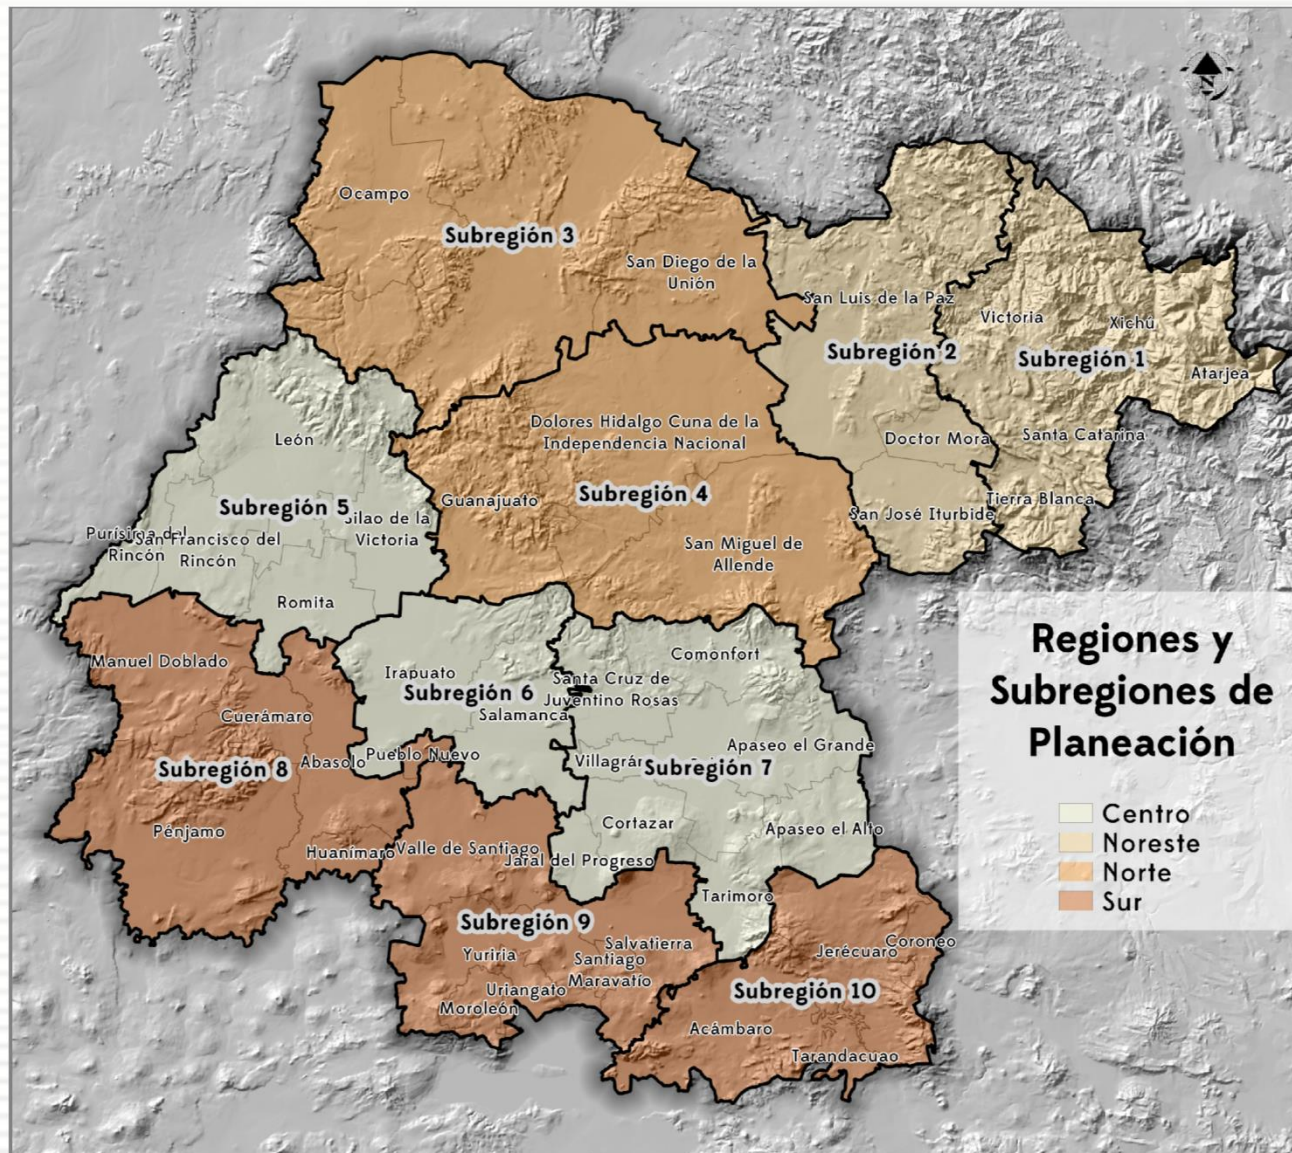 N
Ocampo
Subregión 3
San Diego de la
Unión
San Luis de la Paz
Victoria
Xichú
Subregión 2
Subregión 1
Atarjea
León
Dolores Hidalgo Cuna de la
Independencia Nacional
Doctor Mora
Santa Catarina
Subregión 5
Guanajuato
Subregión 4
Tierra Blanca
San José Iturbide
Silao de la
Victoria
Purísima del
Rincón
San Francisco del
Rincón
San Miguel de
Allende
Romita
Regiones y
Subregiones de
Planeación
Centro
Noreste
Norte
Sur
Manuel Doblado
Irapuato
Subregión 6
Salamanca
Santa Cruz de
Juventino Rosas
Comonfort
Cuerámaro
Abasolo
Pueblo Nuevo
Subregión 8
Villagrán
Subregión 7
Apaseo el Grande
Pénjamo
Huanímaro
Valle de Santiago
Jaral del Progreso
Cortazar
Apaseo el Alto
Tarimoro
Subregión 9
Yuriria
Salvatierra
Santiago
Maravatío
Uriangato
Moroleón
Jerécuaro
Coroneo
Subregión 10
Acámbaro
Tarandacuao